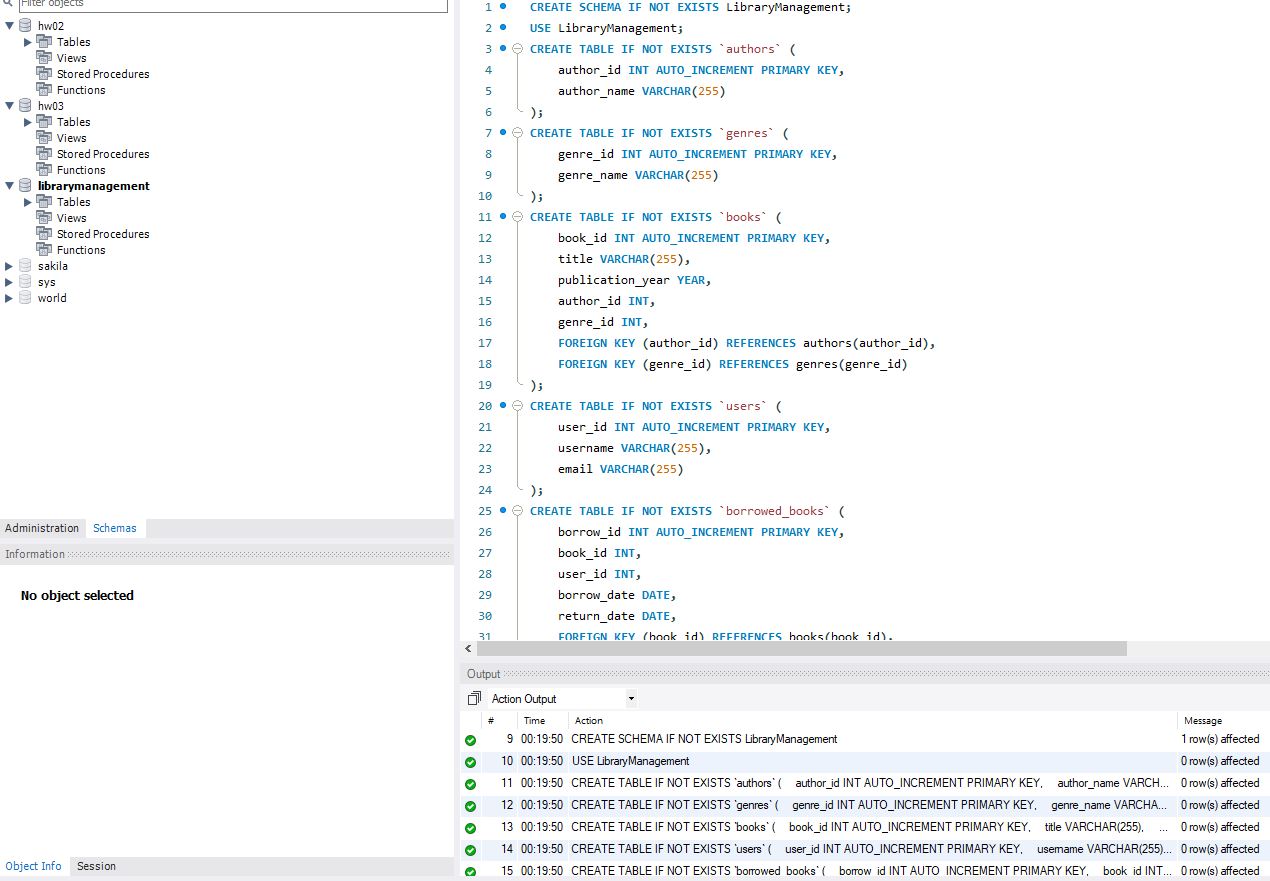 Filter objects
hw02
Tables
Views
Stored Procedures
Functions
hw03
Tables
Views
Stored Procedures
Functions
librarymanagement
Tables
Views
Stored Procedures
Functions
sakila
sys
world
Administration Schemas
Information
No object selected
Object Info Session
1 CREATE SCHEMA IF NOT EXISTS LibraryManagement;
2 USE LibraryManagement;
3 CREATE TABLE IF NOT EXISTS `authors` (
4 author_id INT AUTO_INCREMENT PRIMARY KEY,
5 author_name VARCHAR(255)
6 );
7 CREATE TABLE IF NOT EXISTS `genres` (
8 genre_id INT AUTO_INCREMENT PRIMARY KEY,
9 genre_name VARCHAR(255)
10 );
11 CREATE TABLE IF NOT EXISTS `books` (
12 book_id INT AUTO_INCREMENT PRIMARY KEY,
13 title VARCHAR(255),
14 publication_year YEAR,
15 author_id INT,
16 genre_id INT,
17 FOREIGN KEY (author_id) REFERENCES authors(author_id),
18 FOREIGN KEY (genre_id) REFERENCES genres(genre_id)
19 );
20 CREATE TABLE IF NOT EXISTS `users` (
21 user_id INT AUTO_INCREMENT PRIMARY KEY,
22 username VARCHAR(255),
23 email VARCHAR(255)
24 );
25 CREATE TABLE IF NOT EXISTS `borrowed_books` (
26 borrow_id INT AUTO_INCREMENT PRIMARY KEY,
27 book_id INT,
28 user_id INT,
29 borrow_date DATE,
30 return_date DATE,
31 FOREIGN KEY (book_id) REFERENCES books(book_id),
Output
Action Output
# Time Action Message
9 00:19:50 CREATE SCHEMA IF NOT EXISTS LibraryManagement 1 row(s) affected
10 00:19:50 USE LibraryManagement 0 row(s) affected
11 00:19:50 CREATE TABLE IF NOT EXISTS `authors` ( author_id INT AUTO_INCREMENT PRIMARY KEY, author_name VARCH... 0 row(s) affected
12 00:19:50 CREATE TABLE IF NOT EXISTS `genres` ( genre_id INT AUTO_INCREMENT PRIMARY KEY, genre_name VARCHA... 0 row(s) affected
13 00:19:50 CREATE TABLE IF NOT EXISTS `books` ( book_id INT AUTO_INCREMENT PRIMARY KEY, title VARCHAR(255), ... 0 row(s) affected
14 00:19:50 CREATE TABLE IF NOT EXISTS `users` ( user_id INT AUTO_INCREMENT PRIMARY KEY, username VARCHAR(255)... 0 row(s) affected
15 00:19:50 CREATE TABLE IF NOT EXISTS `borrowed_books` ( borrow_id INT AUTO_INCREMENT PRIMARY KEY, book_id INT... 0 row(s) affected